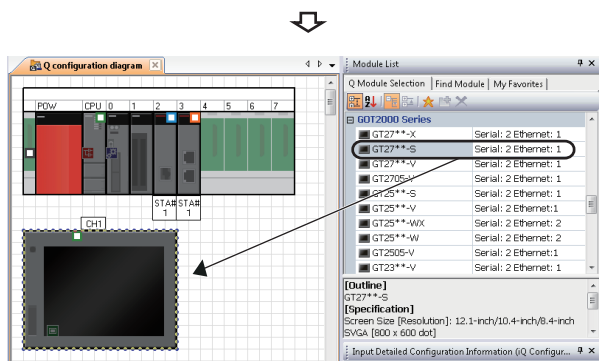 Q configuration diagram
POW CPU 0 1 2 3 4 5 6 7
STA# STA#
1 1
CH1
Module List
Q Module Selection Find Module My Favorites
GOT2000 Series
GT27**-X Serial: 2 Ethernet: 1
GT27**-S Serial: 2 Ethernet: 1
GT27**-V Serial: 2 Ethernet: 1
GT2705-V Serial: 2 Ethernet: 1
GT25**-S Serial: 2 Ethernet: 1
GT25**-V Serial: 2 Ethernet:1
GT25**-WX Serial: 2 Ethernet: 2
GT25**-W Serial: 2 Ethernet: 2
GT2505-V Serial: 2 Ethernet:1
GT23**-V Serial: 2 Ethernet: 1
[Outline]
GT27**-S
[Specification]
Screen Size [Resolution]: 12.1-inch/10.4-inch/8.4-inch
SVGA [800 x 600 dot]
Input Detailed Configuration Information (iQ Configur...